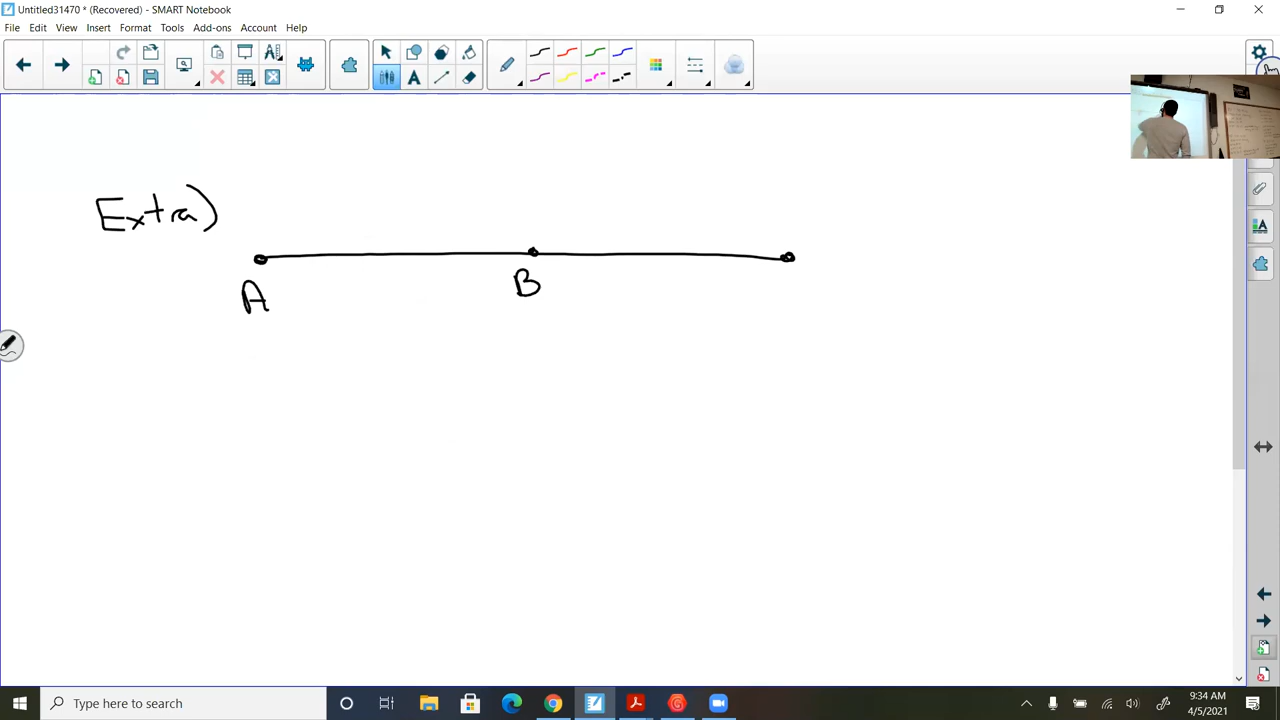 Untitled31470 * (Recovered) - SMART Notebook
File Edit View Insert Format Tools Add-ons Account Help
Extra)
A
B
Type here to search
9:34 AM
4/5/2021